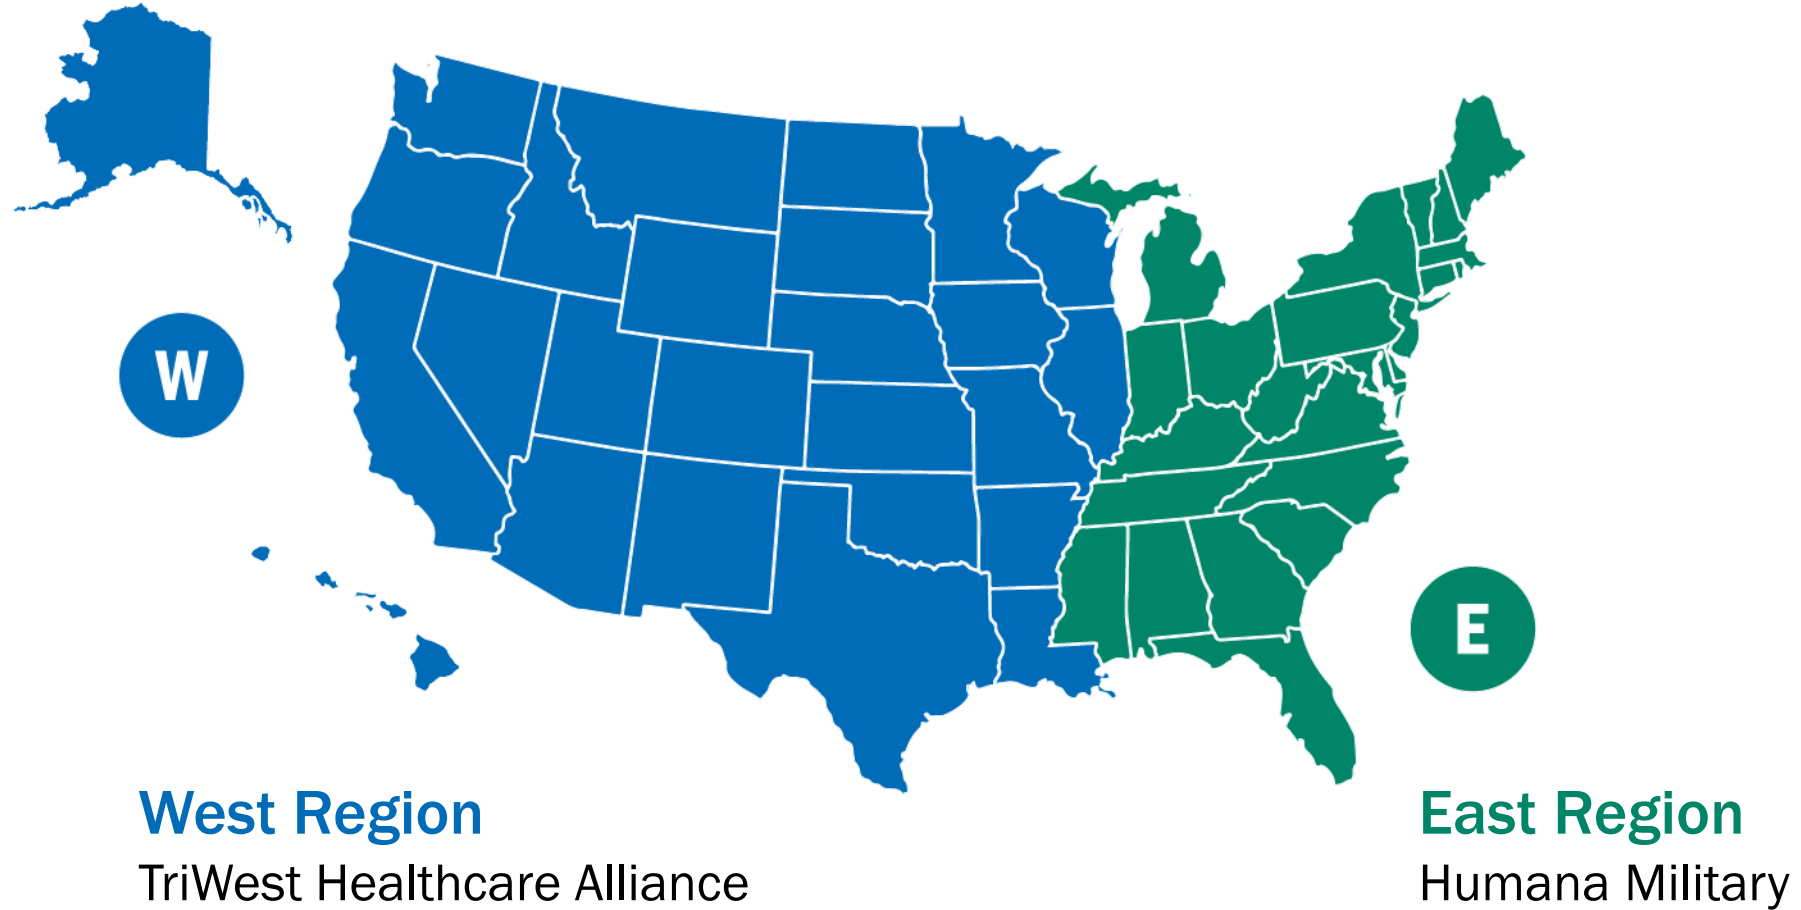 W
E
West Region
TriWest Healthcare Alliance
East Region
Humana Military